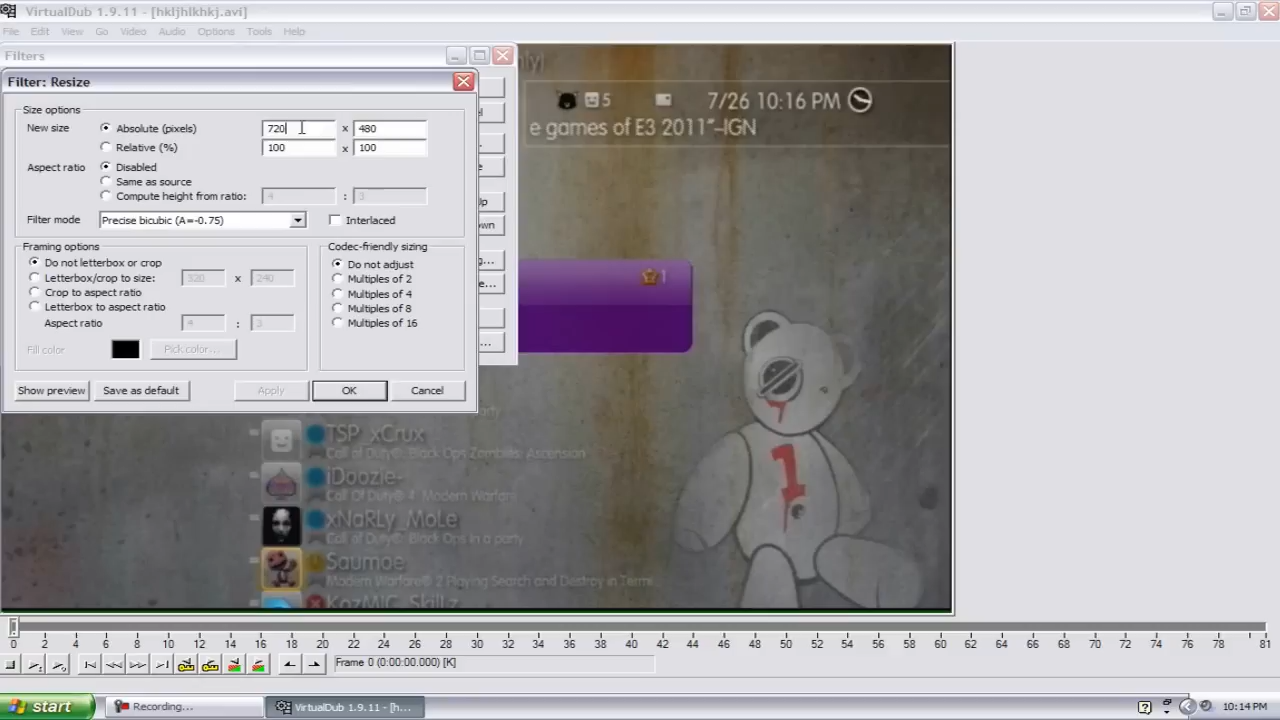 VirtualDub 1.9.11 - [hkljhlkhkj.avi]
File Edit View Go Video Audio Options Tools Help
Filters
Filter: Resize
Size options
New size Absolute (pixels) 720 x 480
Relative (%) 100 x 100
Aspect ratio Disabled
Same as source
Compute height from ratio: 4 : 3
Filter mode Precise bicubic (A=-0.75) Interlaced
Framing options
Do not letterbox or crop
Letterbox/crop to size: 320 x 240
Crop to aspect ratio
Letterbox to aspect ratio
Aspect ratio 4 : 3
Fill color Pick color...
Codec-friendly sizing
Do not adjust
Multiples of 2
Multiples of 4
Multiples of 8
Multiples of 16
Show preview Save as default Apply OK Cancel
5 7/26 10:16 PM
e games of E3 2011"–IGN
1
TSP_xCrux
Call of Duty®: Black Ops Zombies: Ascension
iDoozie-
Call Of Duty® 4: Modern Warfare
xNaRLy_MoLe
Call of Duty®: Black Ops in a party
Saumoe
Modern Warfare® 2 Playing Search and Destroy in Termi...
KozMIC_Skillz
0 2 4 6 8 10 12 14 16 18 20 22 24 26 28 30 32 34 36 38 40 42 44 46 48 50 52 54 56 58 60 62 64 66 68 70 72 74 76 78 81
Frame 0 (0:00:00.000) [K]
start Recording... VirtualDub 1.9.11 - [h... 10:14 PM